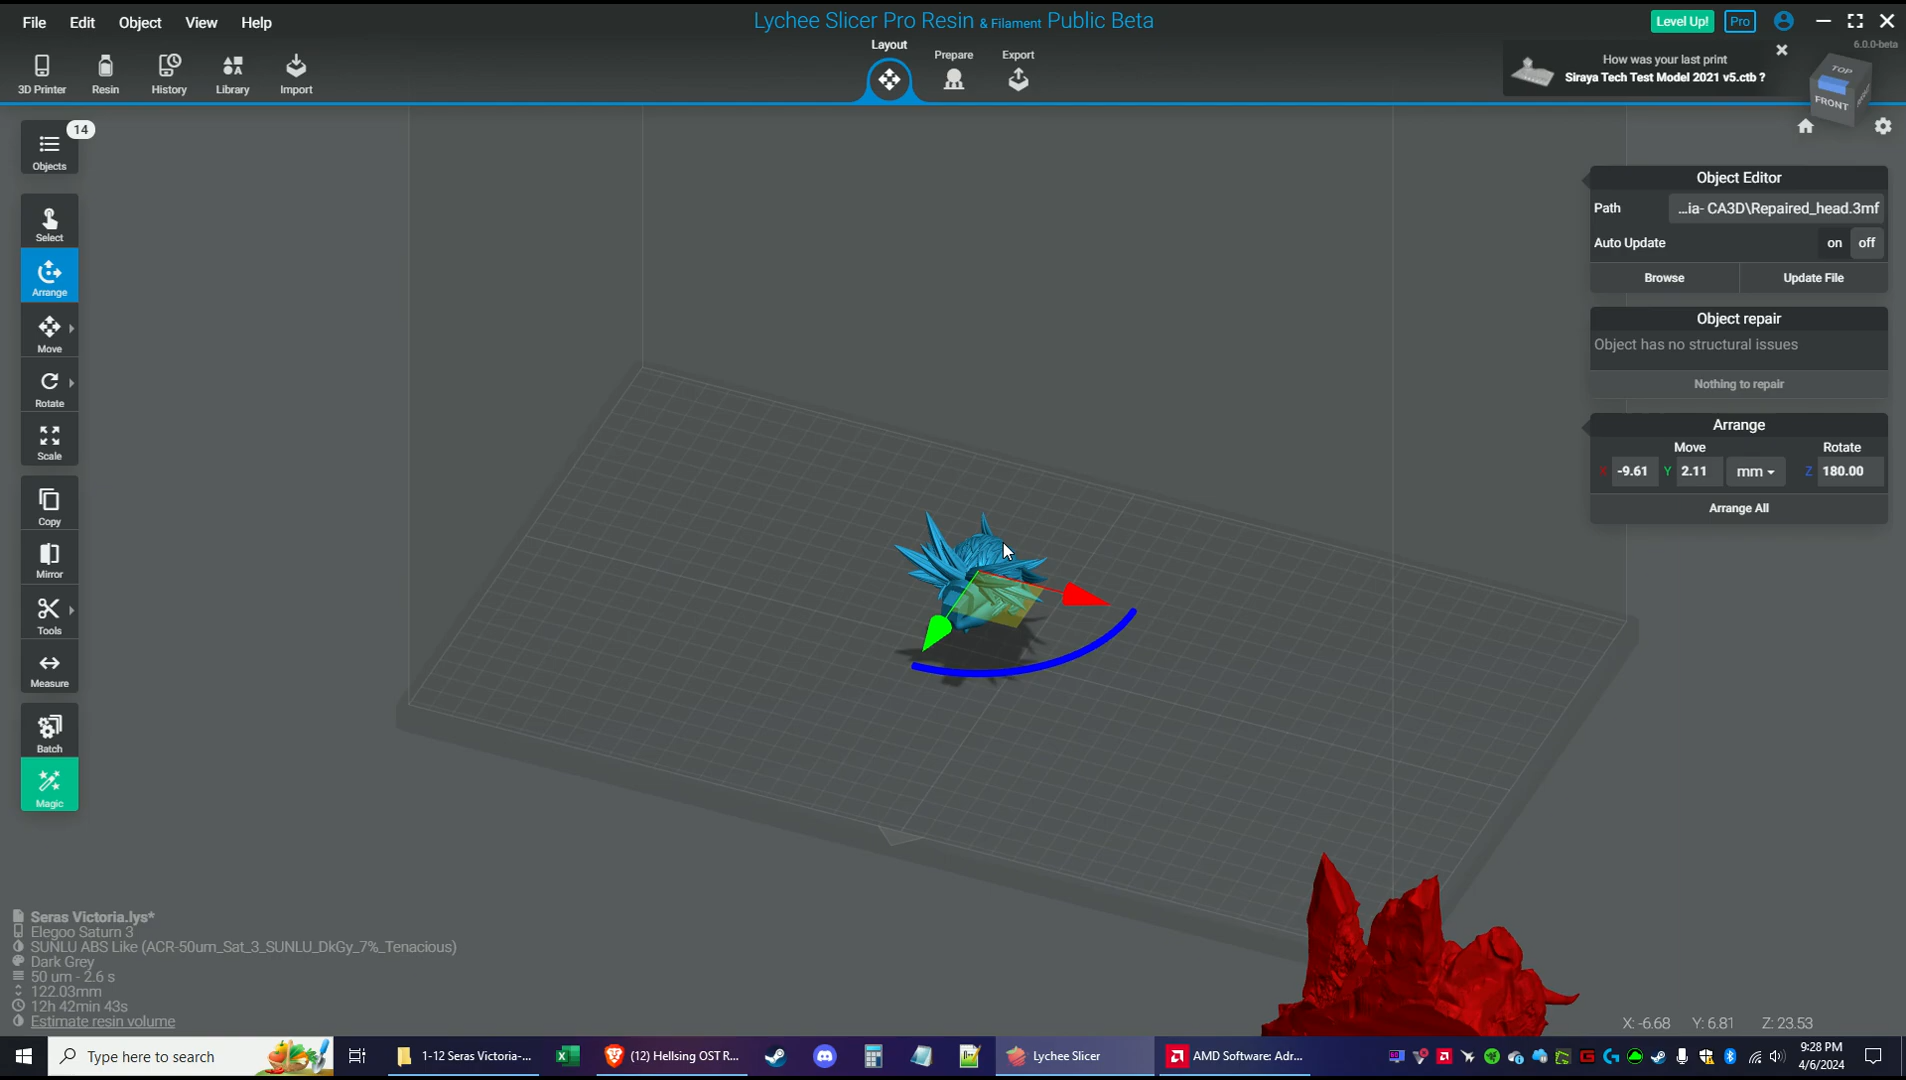 File Edit Object View Help
Lychee Slicer Pro Resin & Filament Public Beta
Level Up! Pro
6.0.0-beta
3D Printer Resin History Library Import
Layout Prepare Export
How was your last print
Siraya Tech Test Model 2021 v5.ctb ?
TOP
FRONT
14
Objects
Select
Arrange
Move
Rotate
Scale
Copy
Mirror
Tools
Measure
Batch
Magic
Object Editor
Path ...ia- CA3D\Repaired_head.3mf
Auto Update on off
Browse Update File
Object repair
Object has no structural issues
Nothing to repair
Arrange
Move Rotate
X -9.61 Y 2.11 mm Z 180.00
Arrange All
Seras Victoria.lys*
Elegoo Saturn 3
SUNLU ABS Like (ACR-50um_Sat_3_SUNLU_DkGy_7%_Tenacious)
Dark Grey
50 um - 2.6 s
122.03mm
12h 42min 43s
Estimate resin volume
X: -6.68 Y: 6.81 Z: 23.53
Type here to search
1-12 Seras Victoria-...
(12) Hellsing OST R...
Lychee Slicer
AMD Software: Adr...
9:28 PM
4/6/2024